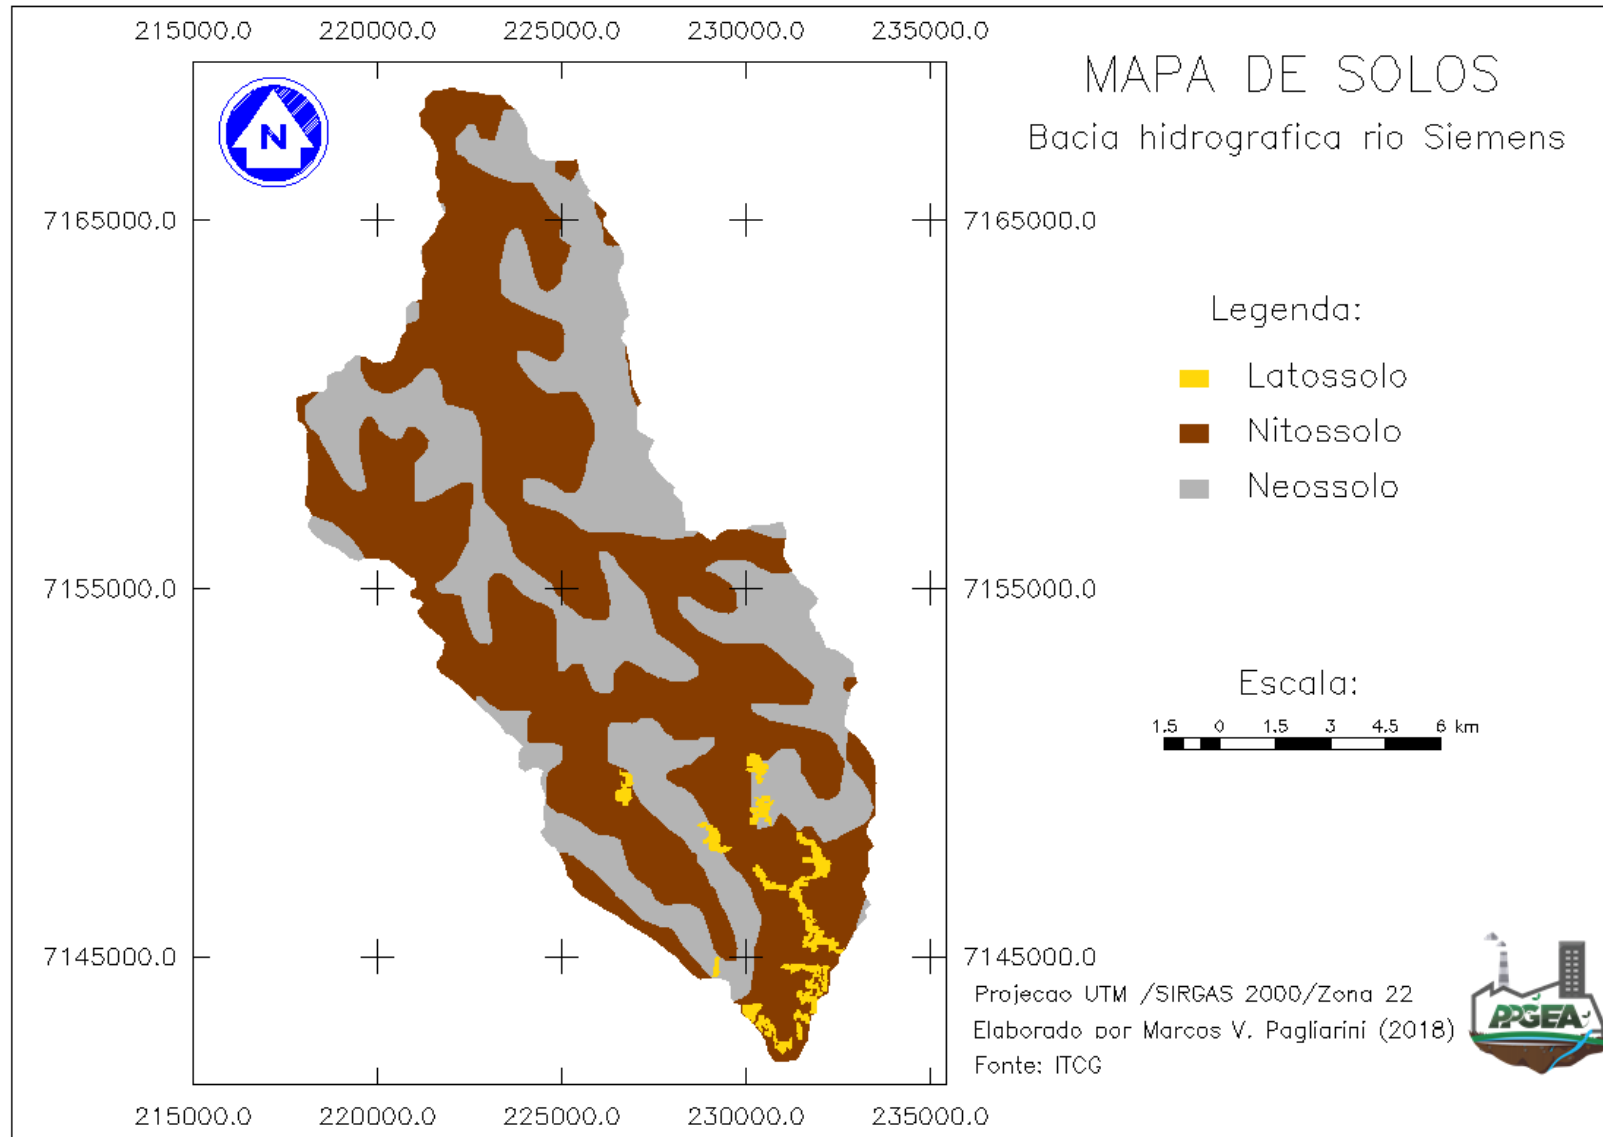 215000.0 220000.0 225000.0 230000.0 235000.0
MAPA DE SOLOS
Bacia hidrografica rio Siemens
N
7165000.0 7165000.0
Legenda:
Latossolo
Nitossolo
Neossolo
7155000.0 7155000.0
Escala:
1.5 0 1.5 3 4.5 6 km
7145000.0 7145000.0
Projecao UTM /SIRGAS 2000/Zona 22
Elaborado por Marcos V. Pagliarini (2018)
Fonte: ITCG
PPGEA
215000.0 220000.0 225000.0 230000.0 235000.0